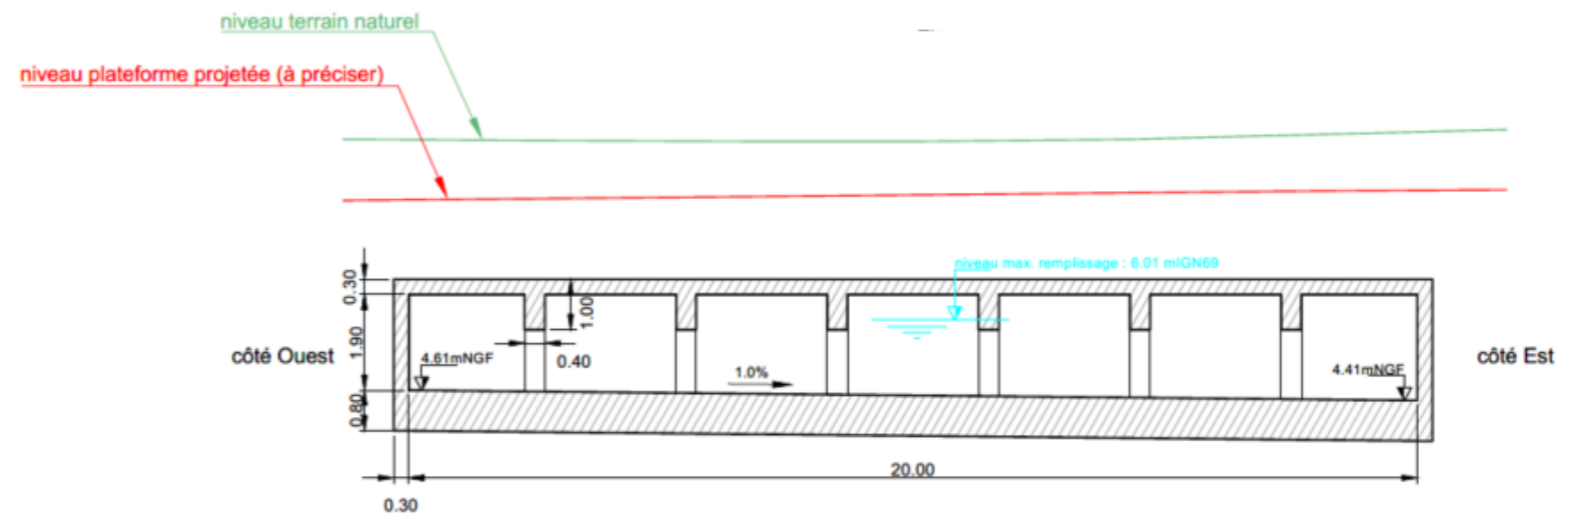 niveau terrain naturel
niveau plateforme projetée (à préciser)
niveau max. remplissage : 6.01 mIGN69
0.30
1.00
1.90
côté Ouest
4.61mNGF
0.40
côté Est
1.0%
4.41mNGF
0.80
20.00
0.30